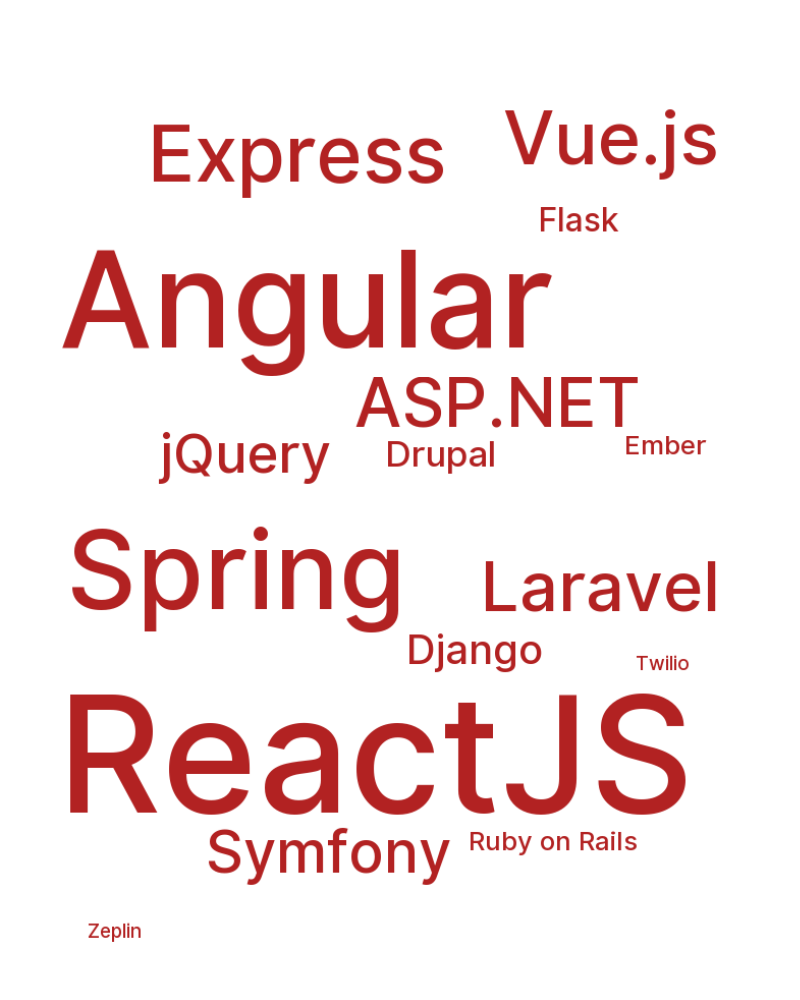 Express
Vue.js
Flask
Angular
ASP.NET
jQuery
Drupal
Ember
Spring
Laravel
Django
Twilio
ReactJS
Symfony
Ruby on Rails
Zeplin